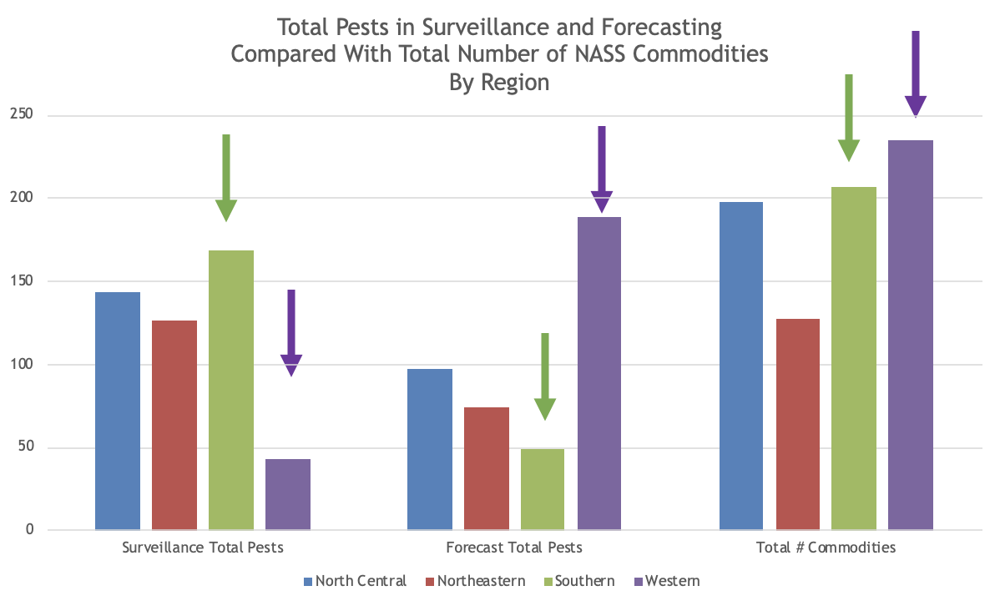 Total Pests in Surveillance and Forecasting
Compared With Total Number of NASS Commodities
By Region
250
200
150
100
50
0
Surveillance Total Pests
Forecast Total Pests
Total # Commodities
North Central
Northeastern
Southern
Western